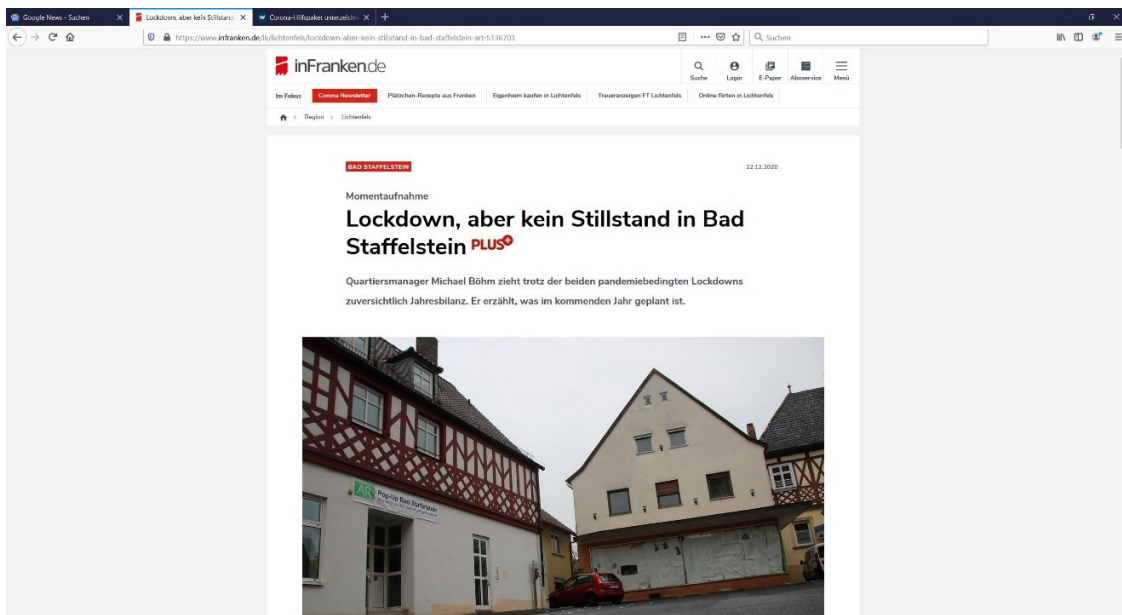 Google News - Suchen
Lockdown, aber kein Stillstand
Corona-Hilfspaket unterzeichn
https://www.infranken.de/lk/lichtenfels/lockdown-aber-kein-stillstand-in-bad-staffelstein-art-5136703
Suchen
inFranken.de
Suche Login E-Paper Aboservice Menü
Im Fokus Corona Newsletter Plätzchen-Rezepte aus Franken Eigenheim kaufen in Lichtenfels Traueranzeigen FT Lichtenfels Online flirten in Lichtenfels
Region Lichtenfels
BAD STAFFELSTEIN 22.12.2020
Momentaufnahme
Lockdown, aber kein Stillstand in Bad
Staffelstein PLUS
Quartiersmanager Michael Böhm zieht trotz der beiden pandemiebedingten Lockdowns
zuversichtlich Jahresbilanz. Er erzählt, was im kommenden Jahr geplant ist.
AR Pop-Up Bad Staffelstein